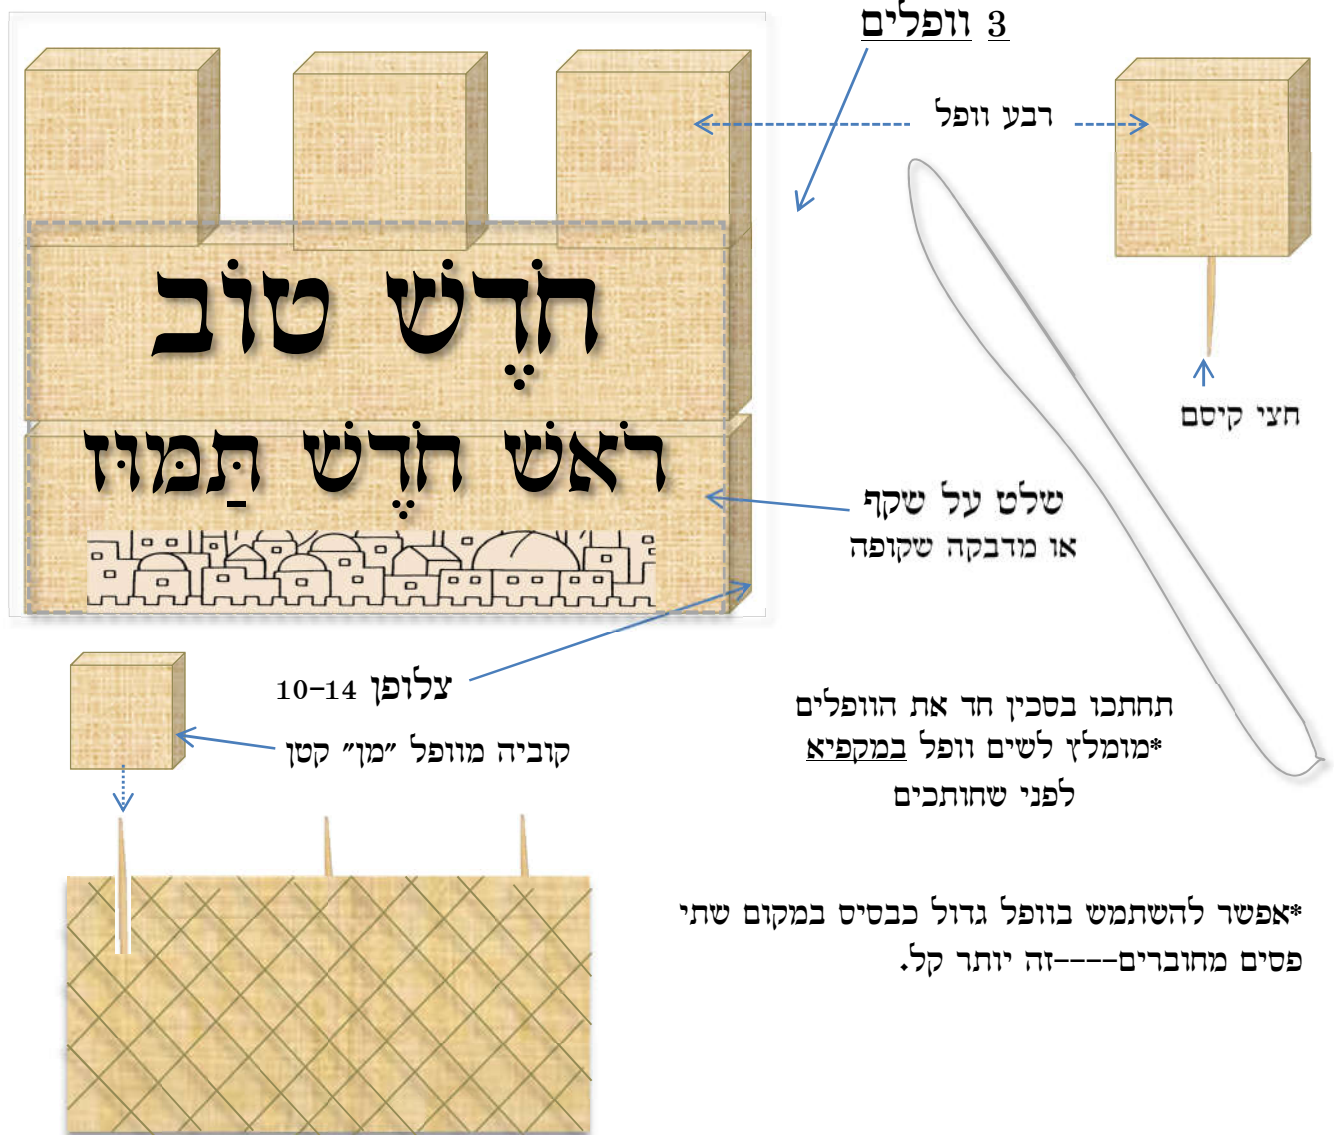 3 וופלים
רבע וופל
חצי קיסם
חֹדֶשׁ טוֹב
רֹאשׁ חֹדֶשׁ תַּמּוּז
שלט על שקף
או מדבקה שקופה
צלופן 10-14
קוביה מוופל "מן" קטן
תחתכו בסכין חד את הוופלים
*מומלץ לשים וופל במקפיא
לפני שחותכים
*אפשר להשתמש בוופל גדול כבסיס במקום שתי
פסים מחוברים----זה יותר קל.